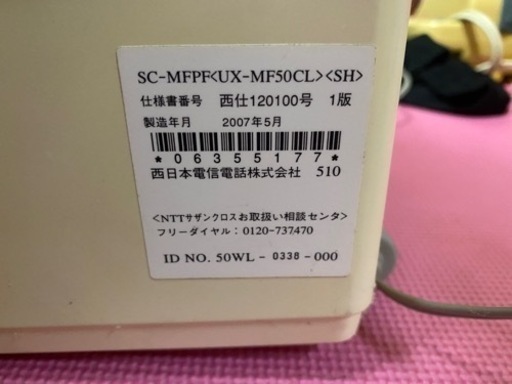 SC-MFPF<UX-MF50CL><SH>
仕様書番号 西仕120100号 1版
製造年月 2007年5月
*06355177*
西日本電信電話株式会社 510
<NTTサザンクロスお取扱い相談センタ>
フリーダイヤル:0120-737470
ID NO. 50WL-0338-000